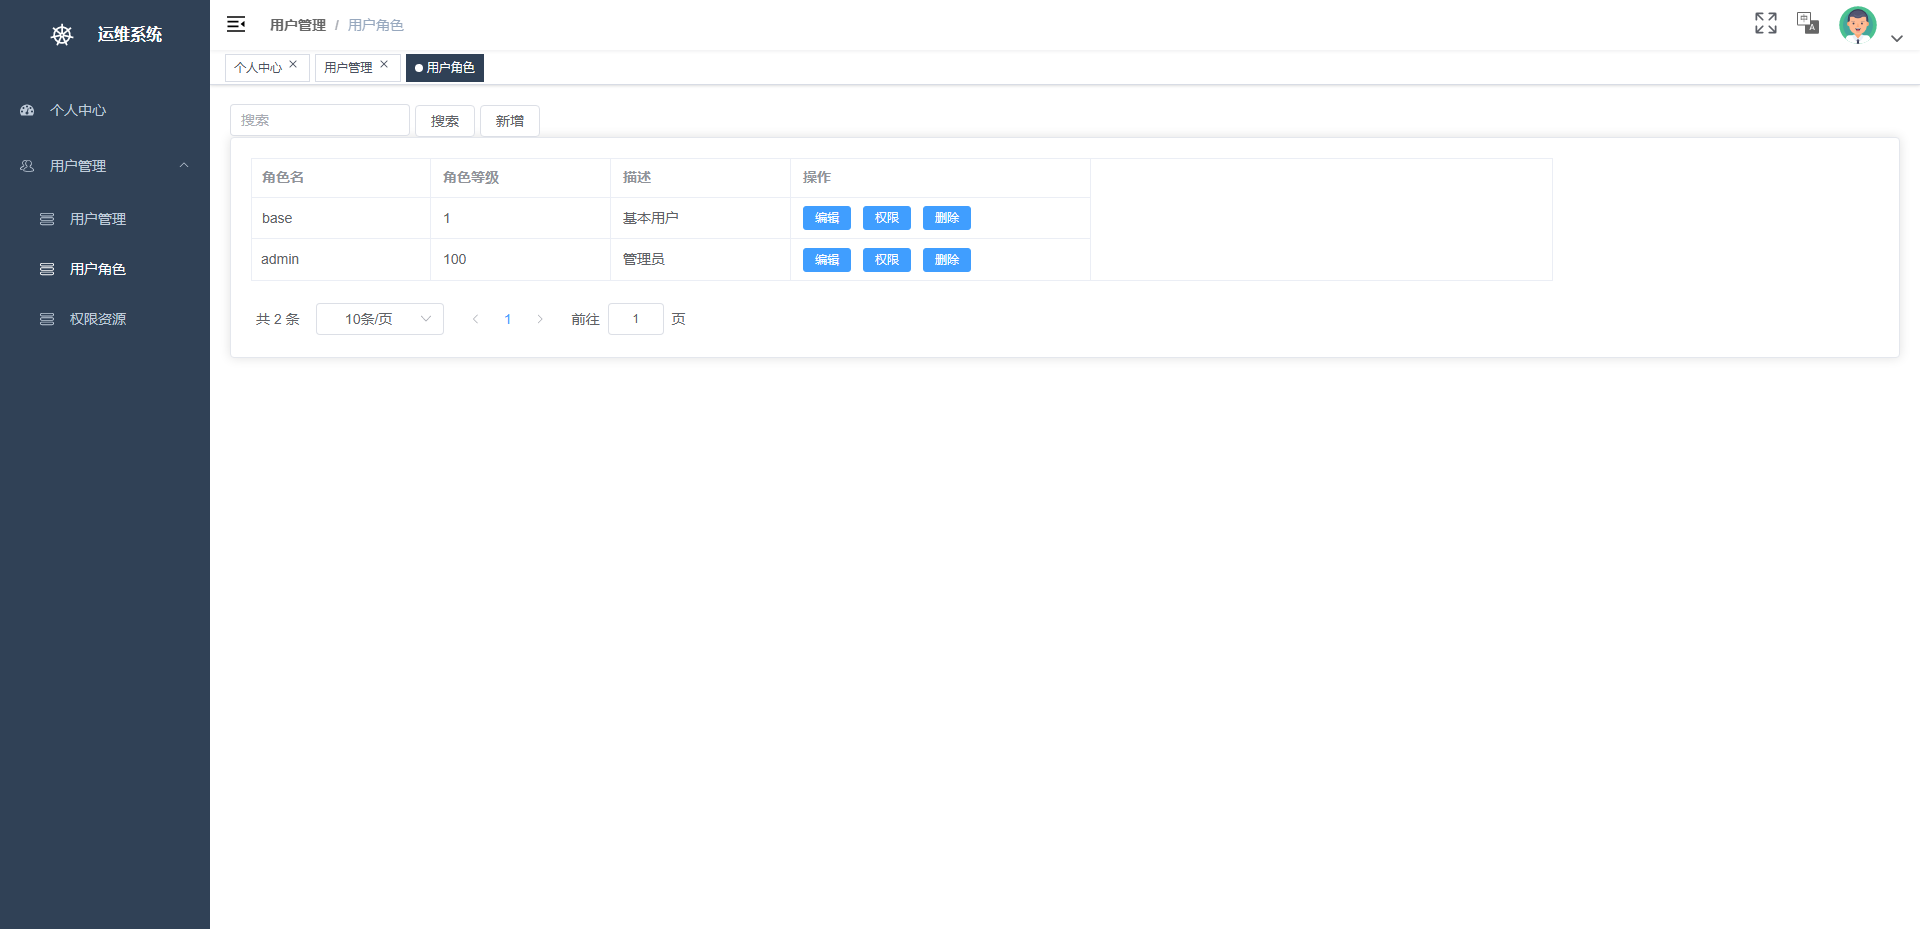 运维系统
个人中心
用户管理
用户管理
用户角色
权限资源
用户管理 / 用户角色
中 A
个人中心 × 用户管理 × 用户角色
搜索 搜索 新增
角色名 角色等级 描述 操作
base 1 基本用户 编辑 权限 删除
admin 100 管理员 编辑 权限 删除
共 2 条 10条/页 1 前往 1 页